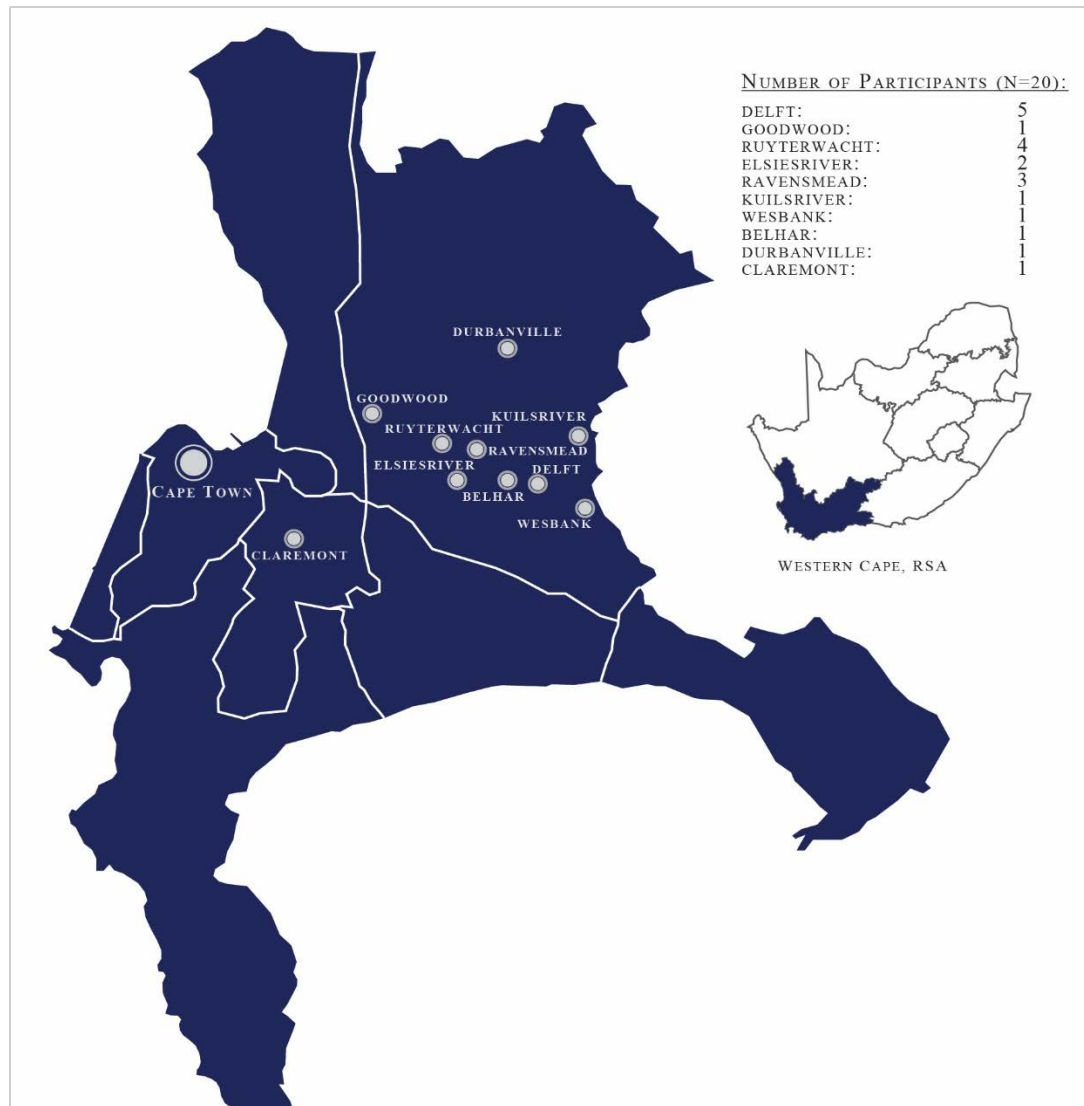 NUMBER OF PARTICIPANTS (N=20):
DELFT: 5
GOODWOOD: 1
RUYTERWACHT: 4
ELSIESRIVER: 2
RAVENSMEAD: 3
KUILSRIVER: 1
WESBANK: 1
BELHAR: 1
DURBANVILLE: 1
CLAREMONT: 1
DURBANVILLE
GOODWOOD
KUILSRIVER
RUYTERWACHT
RAVENSMEAD
ELSIESRIVER
DELFT
BELHAR
CAPE TOWN
WESBANK
CLAREMONT
WESTERN CAPE, RSA